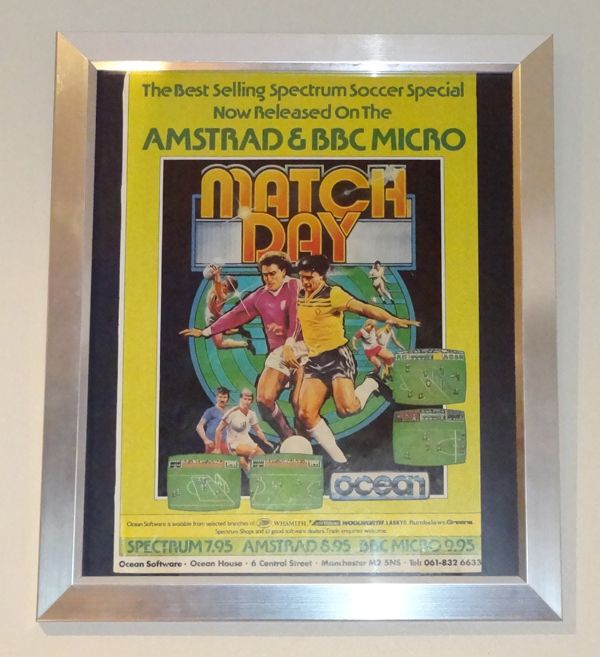 The Best Selling Spectrum Soccer Special
Now Released On The
AMSTRAD & BBC MICRO
MATCH
DAY
ocean
Ocean Software is available from selected branches of WHSMITH, WOOLWORTH, LASKYS, Rumbelows, Greens
Spectrum Shops and all good software dealers. Trade enquiries welcome.
SPECTRUM 7.95 AMSTRAD 8.95 BBC MICRO 9.95
Ocean Software · Ocean House · 6 Central Street · Manchester M2 5NS · Tel: 061-832 6633